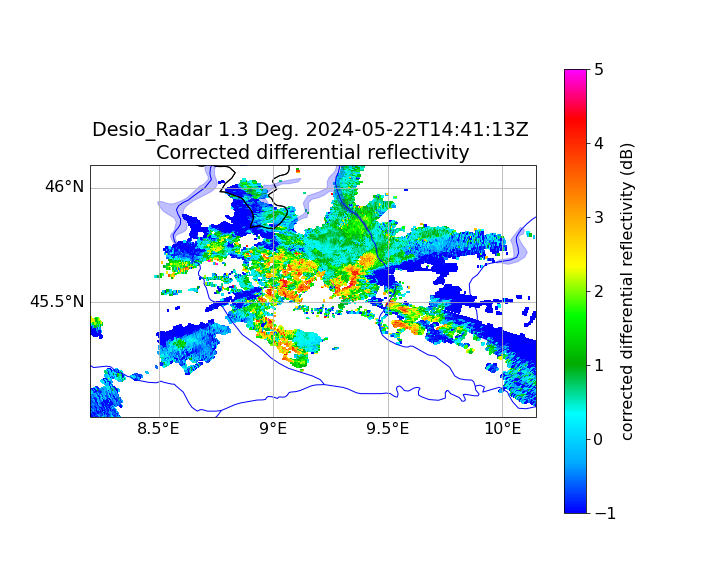 Desio_Radar 1.3 Deg. 2024-05-22T14:41:13Z
Corrected differential reflectivity
46°N
45.5°N
8.5°E
9°E
9.5°E
10°E
5
4
3
2
1
0
−1
corrected differential reflectivity (dB)